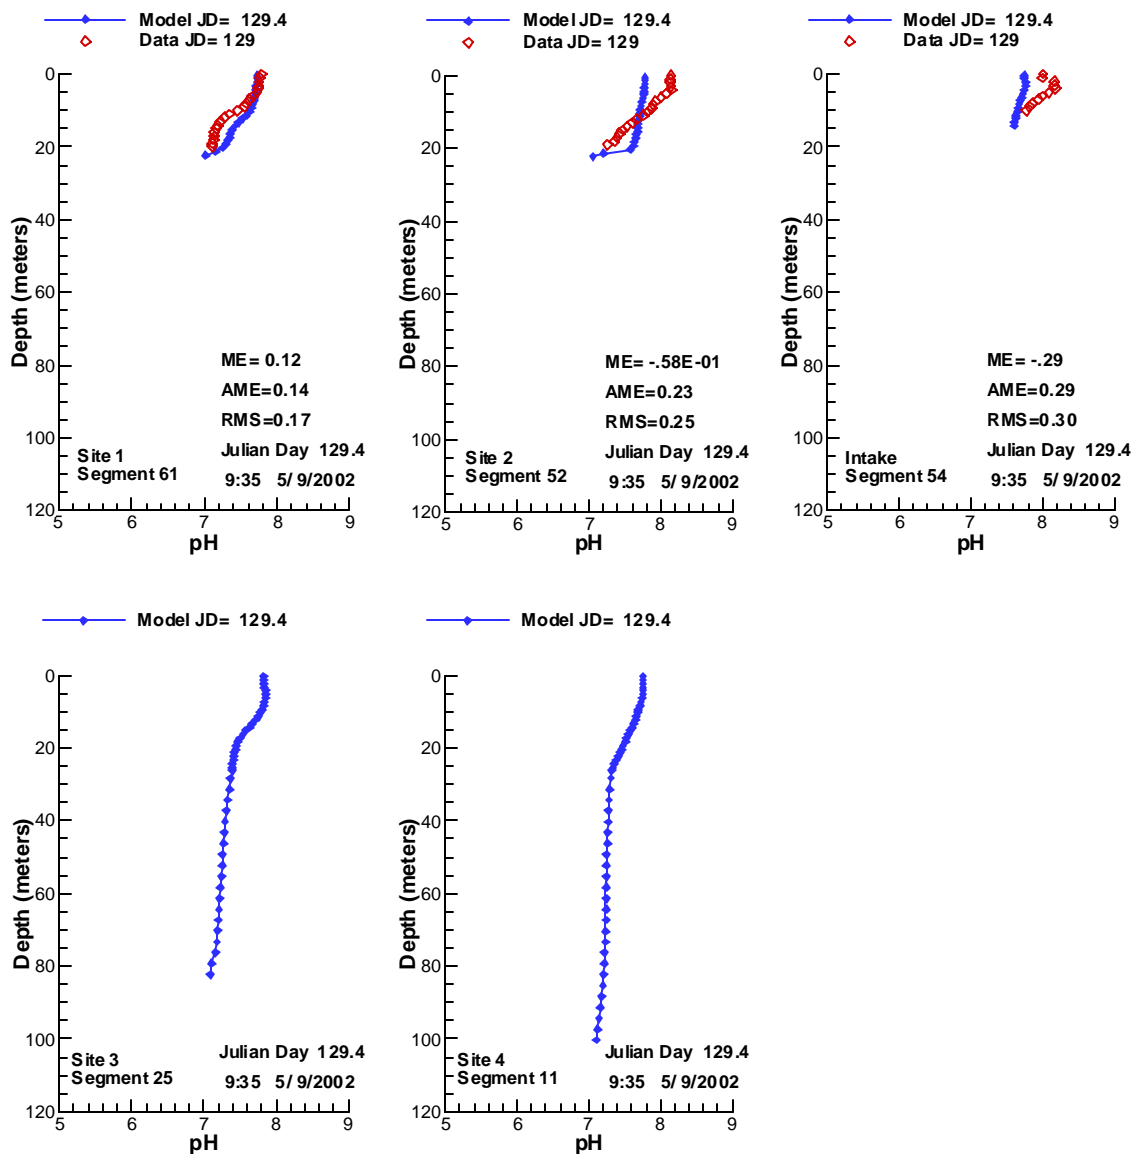 Model JD= 129.4
Data JD= 129
0
20
40
60
80
100
120
Depth (meters)
ME= 0.12
AME=0.14
RMS=0.17
Julian Day 129.4
9:35 5/ 9/2002
Site 1
Segment 61
5 6 7 8 9
pH
Model JD= 129.4
Data JD= 129
0
20
40
60
80
100
120
Depth (meters)
ME= -.58E-01
AME=0.23
RMS=0.25
Julian Day 129.4
9:35 5/ 9/2002
Site 2
Segment 52
5 6 7 8 9
pH
Model JD= 129.4
Data JD= 129
0
20
40
60
80
100
120
Depth (meters)
ME= -.29
AME=0.29
RMS=0.30
Julian Day 129.4
9:35 5/ 9/2002
Intake
Segment 54
5 6 7 8 9
pH
Model JD= 129.4
0
20
40
60
80
100
120
Depth (meters)
Julian Day 129.4
9:35 5/ 9/2002
Site 3
Segment 25
5 6 7 8 9
pH
Model JD= 129.4
0
20
40
60
80
100
120
Depth (meters)
Julian Day 129.4
9:35 5/ 9/2002
Site 4
Segment 11
5 6 7 8 9
pH